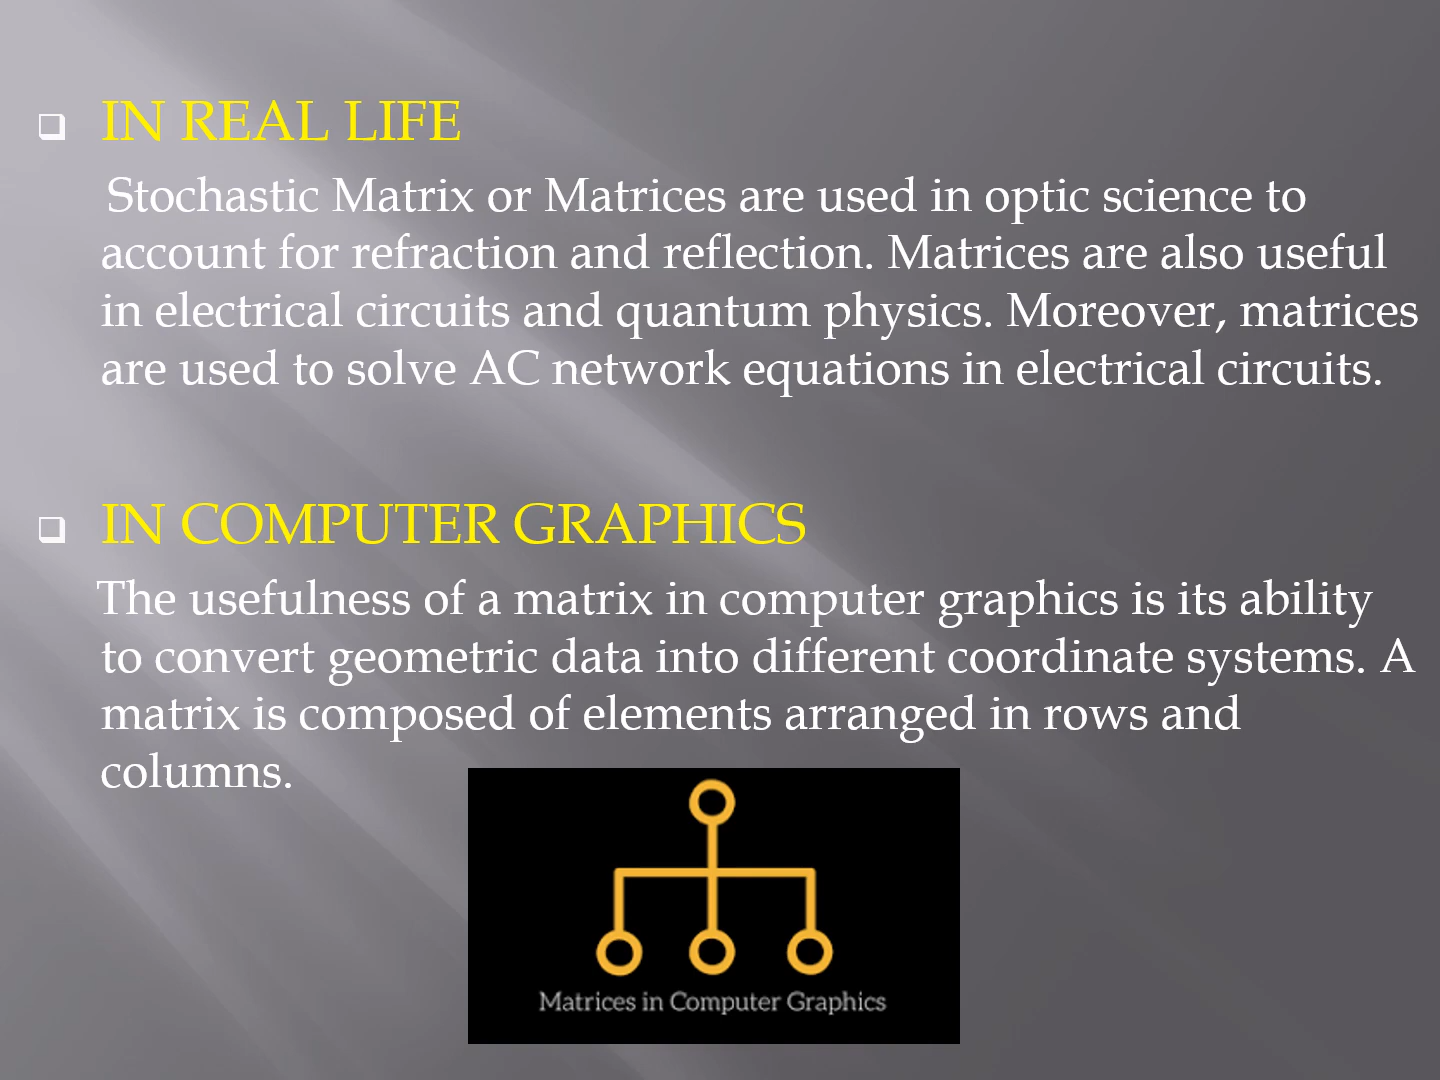 IN REAL LIFE
Stochastic Matrix or Matrices are used in optic science to
account for refraction and reflection. Matrices are also useful
in electrical circuits and quantum physics. Moreover, matrices
are used to solve AC network equations in electrical circuits.
IN COMPUTER GRAPHICS
The usefulness of a matrix in computer graphics is its ability
to convert geometric data into different coordinate systems. A
matrix is composed of elements arranged in rows and
columns.
Matrices in Computer Graphics